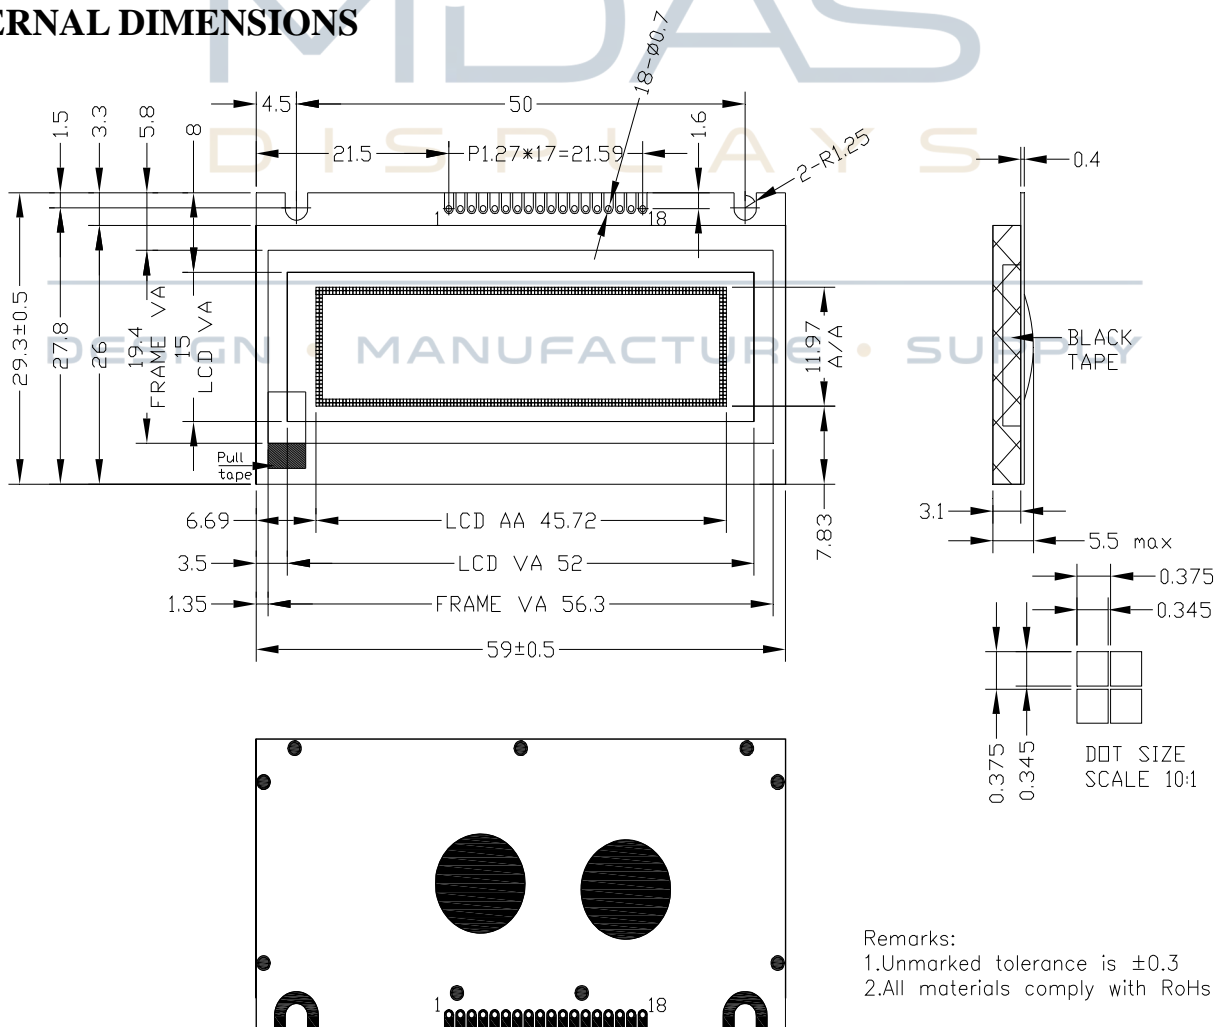 MDAS
ERNAL DIMENSIONS
DISPLAYS
DESIGN • MANUFACTURE • SUPPLY
18-Ø0.7
4.5
50
1.5
3.3
5.8
8
1.6
21.5
P1.27*17=21.59
2-R1.25
0.4
1
18
29.3±0.5
27.8
26
19.4
FRAME VA
15
LCD VA
11.97
A/A
BLACK
TAPE
Pull
tape
6.69
LCD AA 45.72
7.83
3.1
5.5 max
3.5
LCD VA 52
0.375
1.35
FRAME VA 56.3
0.345
59±0.5
0.375
0.345
DOT SIZE
SCALE 10:1
Remarks:
1.Unmarked tolerance is ±0.3
2.All materials comply with RoHs
1
18